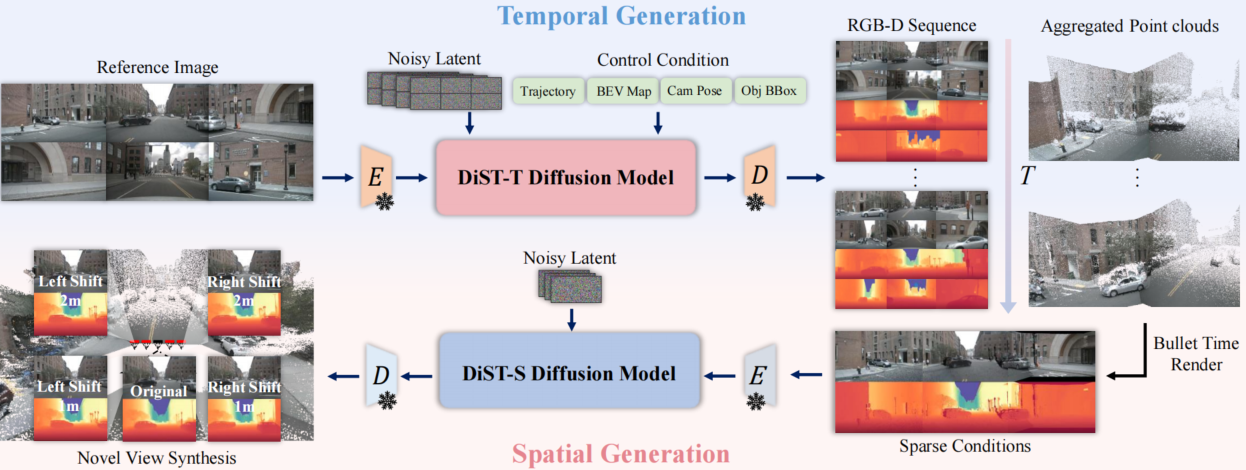 Temporal Generation
Reference Image
Noisy Latent
Control Condition
Trajectory
BEV Map
Cam Pose
Obj BBox
RGB-D Sequence
Aggregated Point clouds
E
DiST-T Diffusion Model
D
T
Left Shift
2m
Right Shift
2m
Noisy Latent
Bullet Time
Render
Left Shift
1m
Original
Right Shift
1m
D
DiST-S Diffusion Model
E
Novel View Synthesis
Spatial Generation
Sparse Conditions